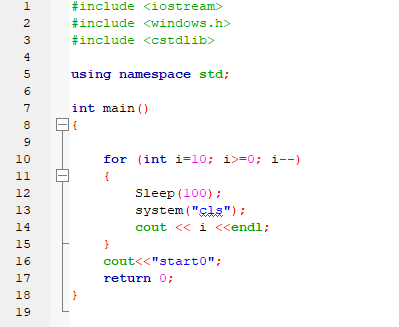 1 #include <iostream>
2 #include <windows.h>
3 #include <cstdlib>
4
5 using namespace std;
6
7 int main()
8 {
9
10 for (int i=10; i>=0; i--)
11 {
12 Sleep(100);
13 system("cls");
14 cout << i <<endl;
15 }
16 cout<<"start0";
17 return 0;
18 }
19